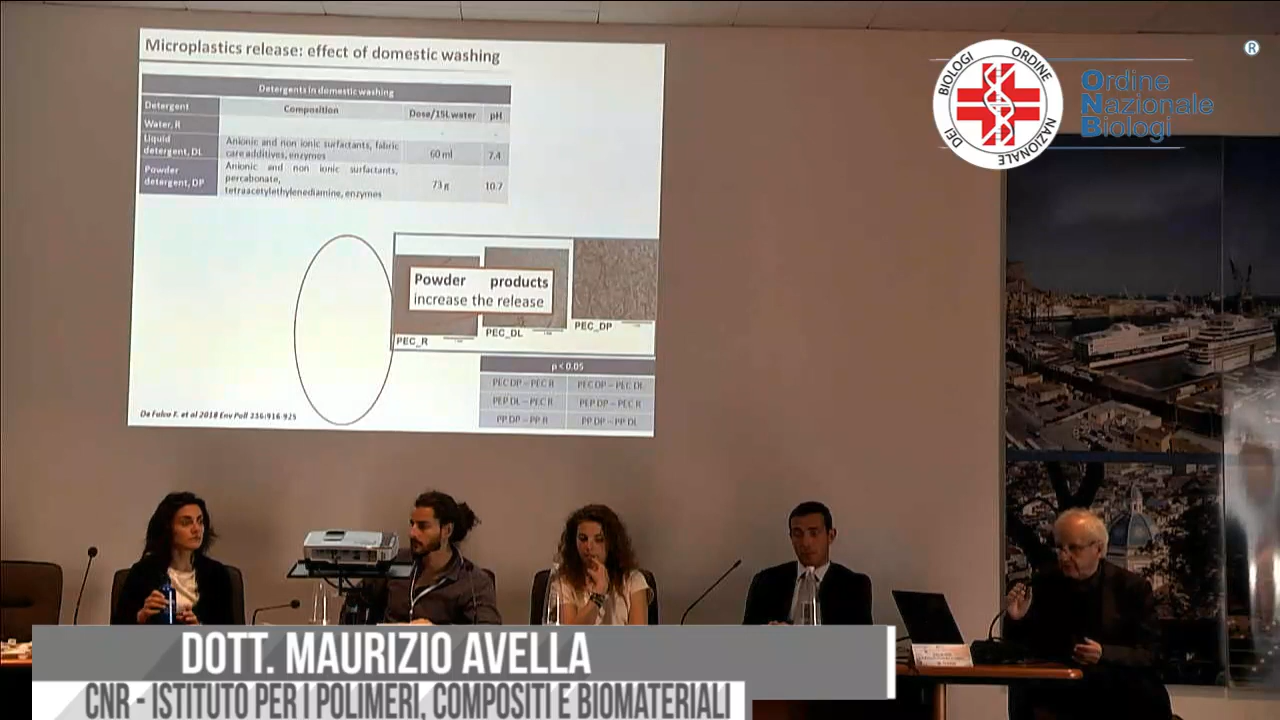 Microplastics release: effect of domestic washing
Detergents in domestic washing
Detergent Composition Dose/15L water pH
Water, R - -
Liquid detergent, DL Anionic and non ionic surfactants, fabric care additives, enzymes 60 ml 7.4
Powder detergent, DP Anionic and non ionic surfactants, percabonate, tetraacetylethylenediamine, enzymes 73 g 10.7
Powder products
increase the release
PEC_R
PEC_DL
PEC_DP
p < 0.05
PEC DP – PEC R PEC DP – PEC DL
PEP DL – PEC R PEP DP – PEC R
PP DP – PP R PP DP – PP DL
De Falco F. et al 2018 Env Poll 236:916-925
ORDINE NAZIONALE DEI BIOLOGI
Ordine
Nazionale
Biologi
®
DOTT. MAURIZIO AVELLA
CNR - ISTITUTO PER I POLIMERI, COMPOSITI E BIOMATERIALI